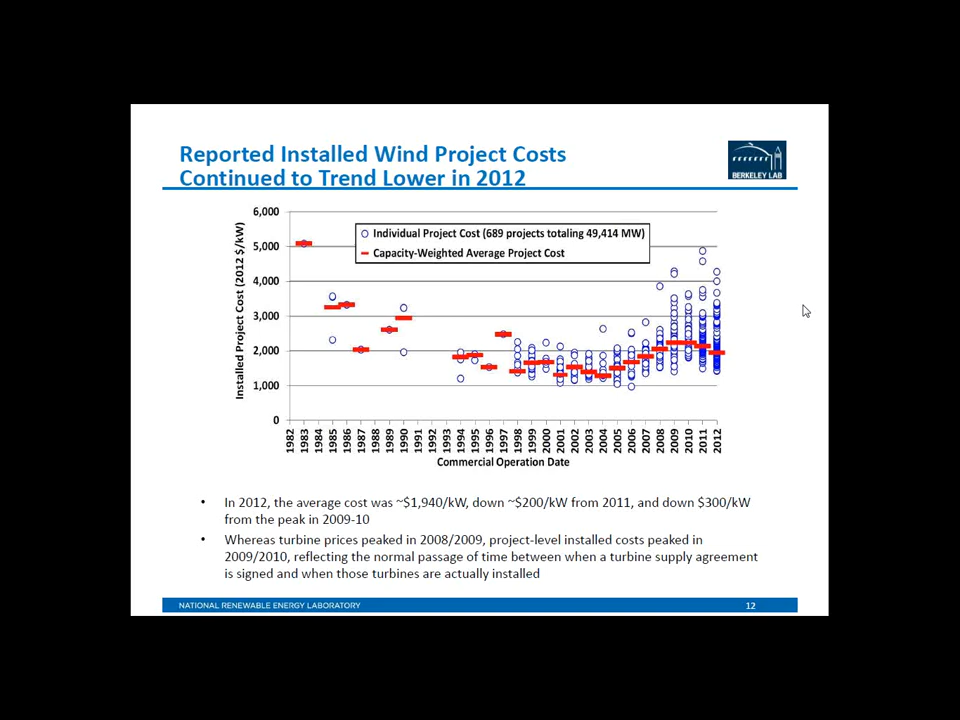 Reported Installed Wind Project Costs
Continued to Trend Lower in 2012
BERKELEY LAB
Installed Project Cost (2012 $/kW)
6,000
5,000
4,000
3,000
2,000
1,000
0
Individual Project Cost (689 projects totaling 49,414 MW)
Capacity-Weighted Average Project Cost
1982 1983 1984 1985 1986 1987 1988 1989 1990 1991 1992 1993 1994 1995 1996 1997 1998 1999 2000 2001 2002 2003 2004 2005 2006 2007 2008 2009 2010 2011 2012
Commercial Operation Date
• In 2012, the average cost was ~$1,940/kW, down ~$200/kW from 2011, and down $300/kW
from the peak in 2009-10
• Whereas turbine prices peaked in 2008/2009, project-level installed costs peaked in
2009/2010, reflecting the normal passage of time between when a turbine supply agreement
is signed and when those turbines are actually installed
NATIONAL RENEWABLE ENERGY LABORATORY
12